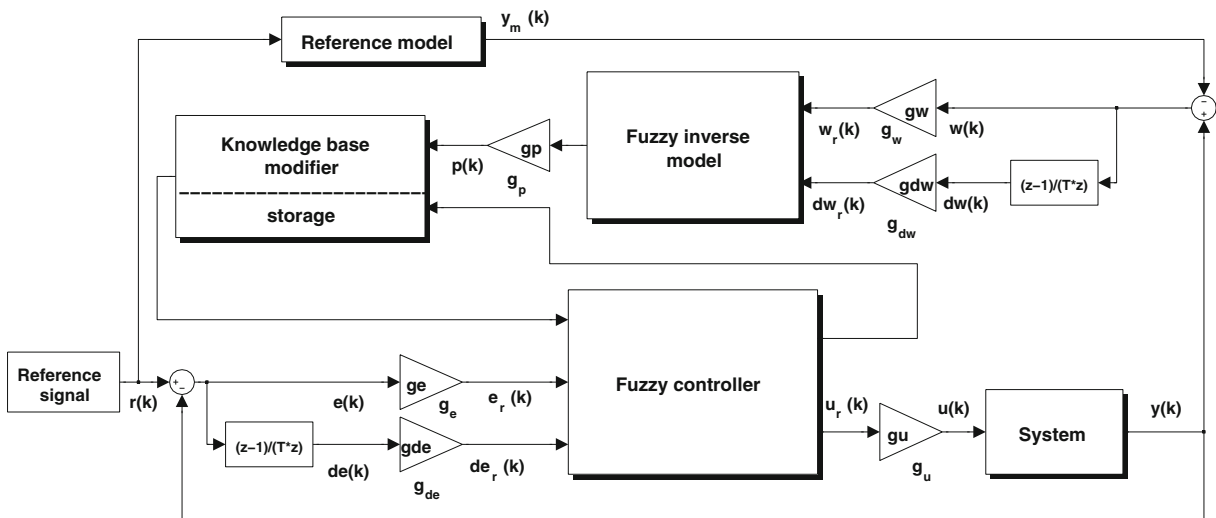 y_m (k)
Reference model
−
+
gw
w_r(k)
g_w
w(k)
Fuzzy inverse
model
Knowledge base
modifier
storage
gp
p(k)
g_p
gdw
dw_r(k)
g_dw
dw(k)
(z−1)/(T*z)
Reference
signal
r(k)
+
−
e(k)
ge
g_e
e_r(k)
(z−1)/(T*z)
de(k)
gde
g_de
de_r(k)
Fuzzy controller
u_r(k)
gu
g_u
u(k)
System
y(k)